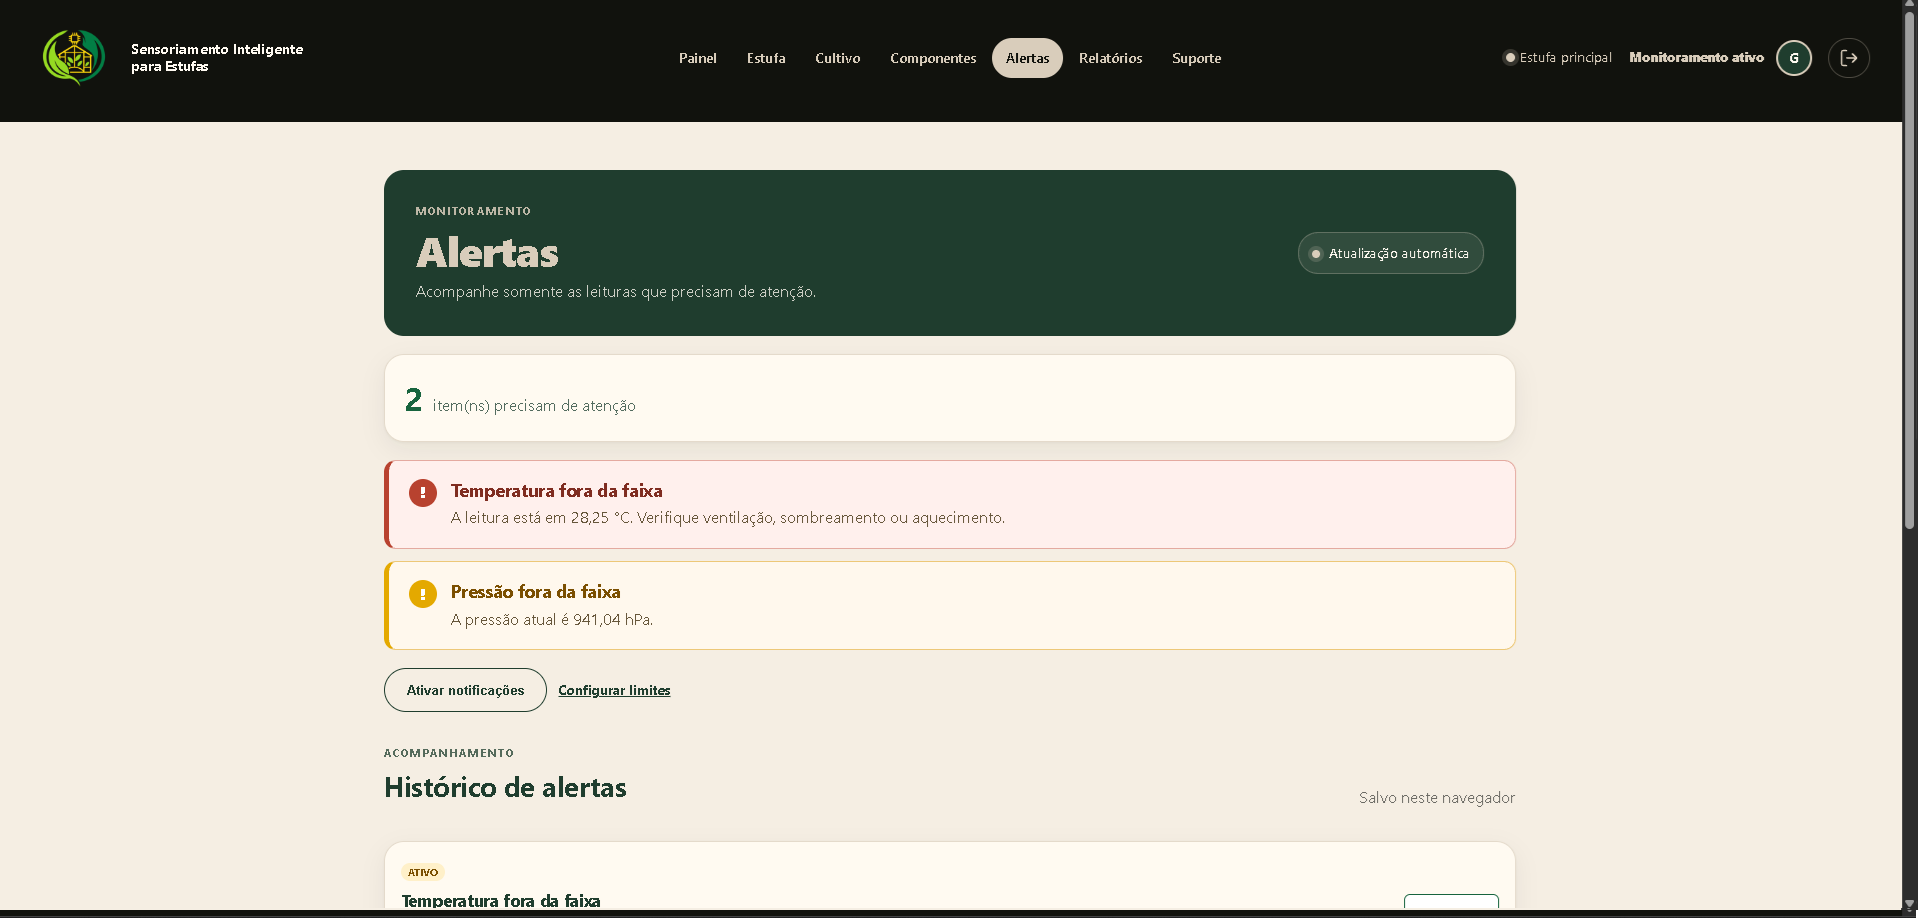 Sensoriamento Inteligente
para Estufas
Painel
Estufa
Cultivo
Componentes
Alertas
Relatórios
Suporte
Estufa principal
Monitoramento ativo
G
MONITORAMENTO
Alertas
Acompanhe somente as leituras que precisam de atenção.
Atualização automática
2 item(ns) precisam de atenção
!
Temperatura fora da faixa
A leitura está em 28,25 °C. Verifique ventilação, sombreamento ou aquecimento.
!
Pressão fora da faixa
A pressão atual é 941,04 hPa.
Ativar notificações
Configurar limites
ACOMPANHAMENTO
Histórico de alertas
Salvo neste navegador
ATIVO
Temperatura fora da faixa